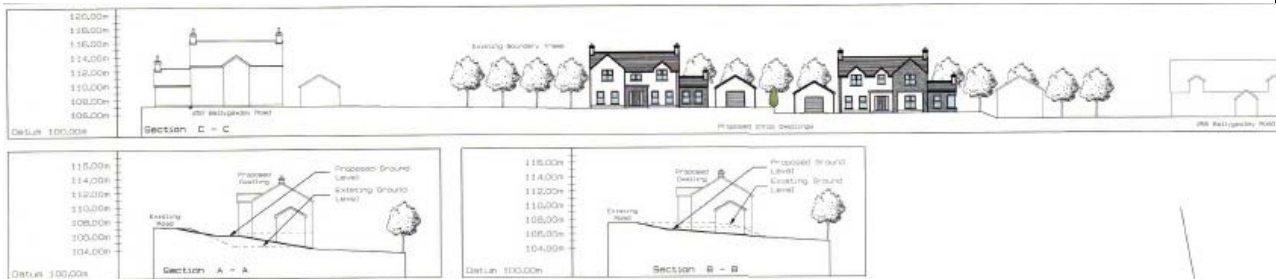 120.00m
118.00m
116.00m
114.00m
112.00m
110.00m
108.00m
106.00m
Datum 100.00m
Section C - C
Existing Boundary Trees
Proposed Infill Dwellings
Road
Road
116.00m
114.00m
112.00m
110.00m
108.00m
106.00m
104.00m
Datum 100.00m
Existing
Road
Proposed
Dwelling
Proposed Ground
Level
Existing Ground
Level
Section A - A
116.00m
114.00m
112.00m
110.00m
108.00m
106.00m
104.00m
Datum 100.00m
Existing
Road
Proposed
Dwelling
Proposed Ground
Level
Existing Ground
Level
Section B - B